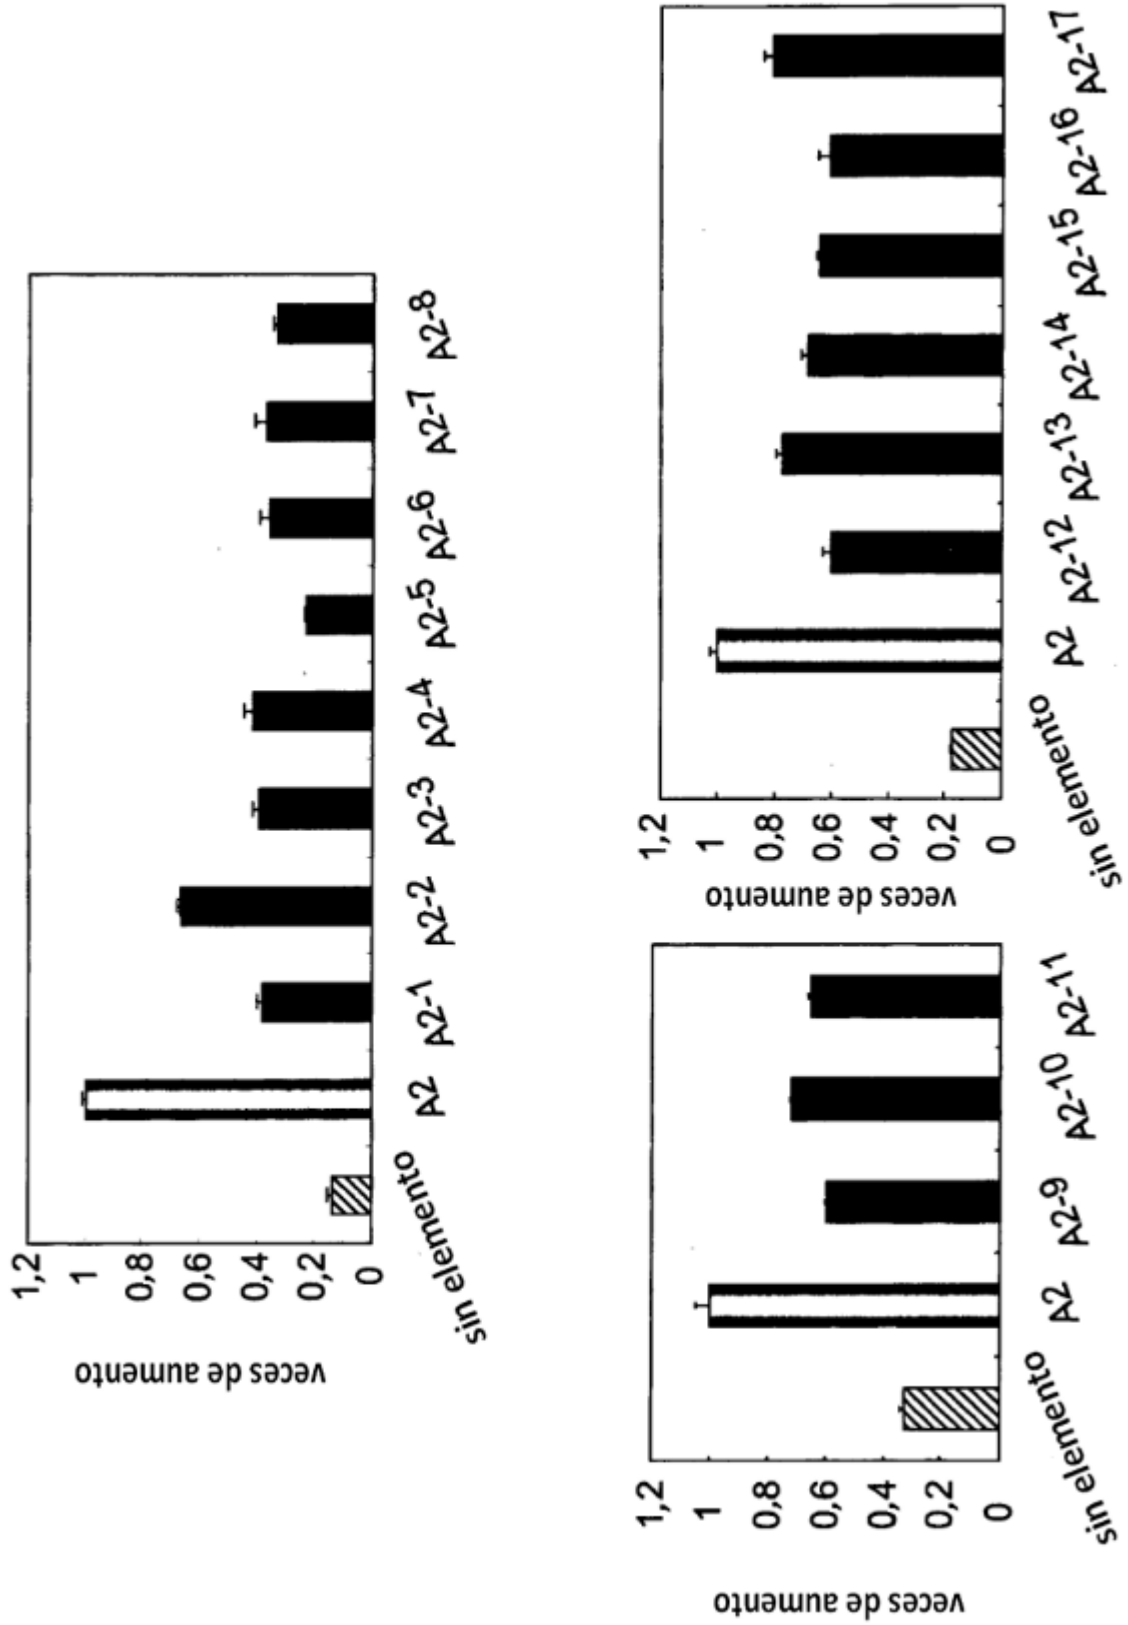 veces de aumento
1,2
1
0,8
0,6
0,4
0,2
0
sin elemento
A2
A2-1
A2-2
A2-3
A2-4
A2-5
A2-6
A2-7
A2-8
veces de aumento
1,2
1
0,8
0,6
0,4
0,2
0
sin elemento
A2
A2-9
A2-10
A2-11
veces de aumento
1,2
1
0,8
0,6
0,4
0,2
0
sin elemento
A2
A2-12
A2-13
A2-14
A2-15
A2-16
A2-17